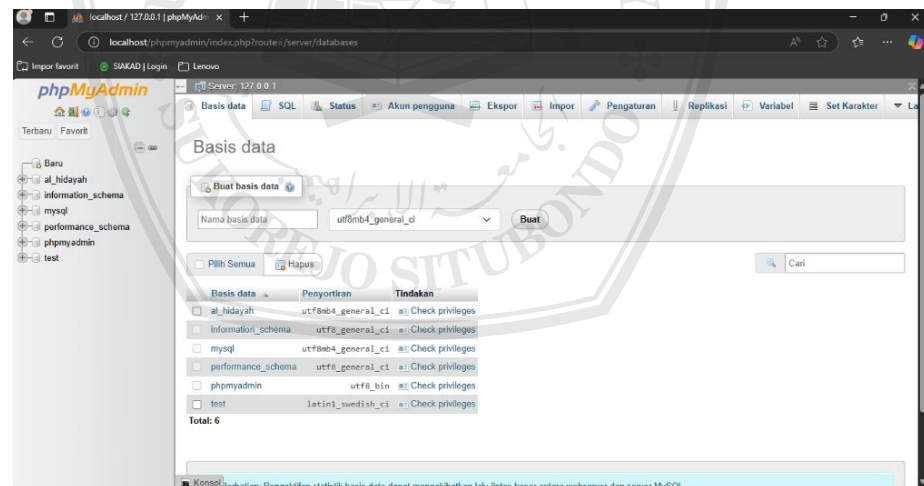 localhost / 127.0.0.1 | phpMyAdm
localhost/phpmyadmin/index.php?route=/server/databases
Impor favorit
SIAKAD | Login
Lenovo
phpMyAdmin
Terbaru
Favorit
Baru
al_hidayah
information_schema
mysql
performance_schema
phpmyadmin
test
Server: 127.0.0.1
Basis data
SQL
Status
Akun pengguna
Ekspor
Impor
Pengaturan
Replikasi
Variabel
Set Karakter
La
Basis data
Buat basis data
Nama basis data
utf8mb4_general_ci
Buat
Pilih Semua
Hapus
Cari
Basis data Penyortiran Tindakan
al_hidayah utf8mb4_general_ci Check privileges
information_schema utf8_general_ci Check privileges
mysql utf8mb4_general_ci Check privileges
performance_schema utf8_general_ci Check privileges
phpmyadmin utf8_bin Check privileges
test latin1_swedish_ci Check privileges
Total: 6
Konsol
SITUBONDO